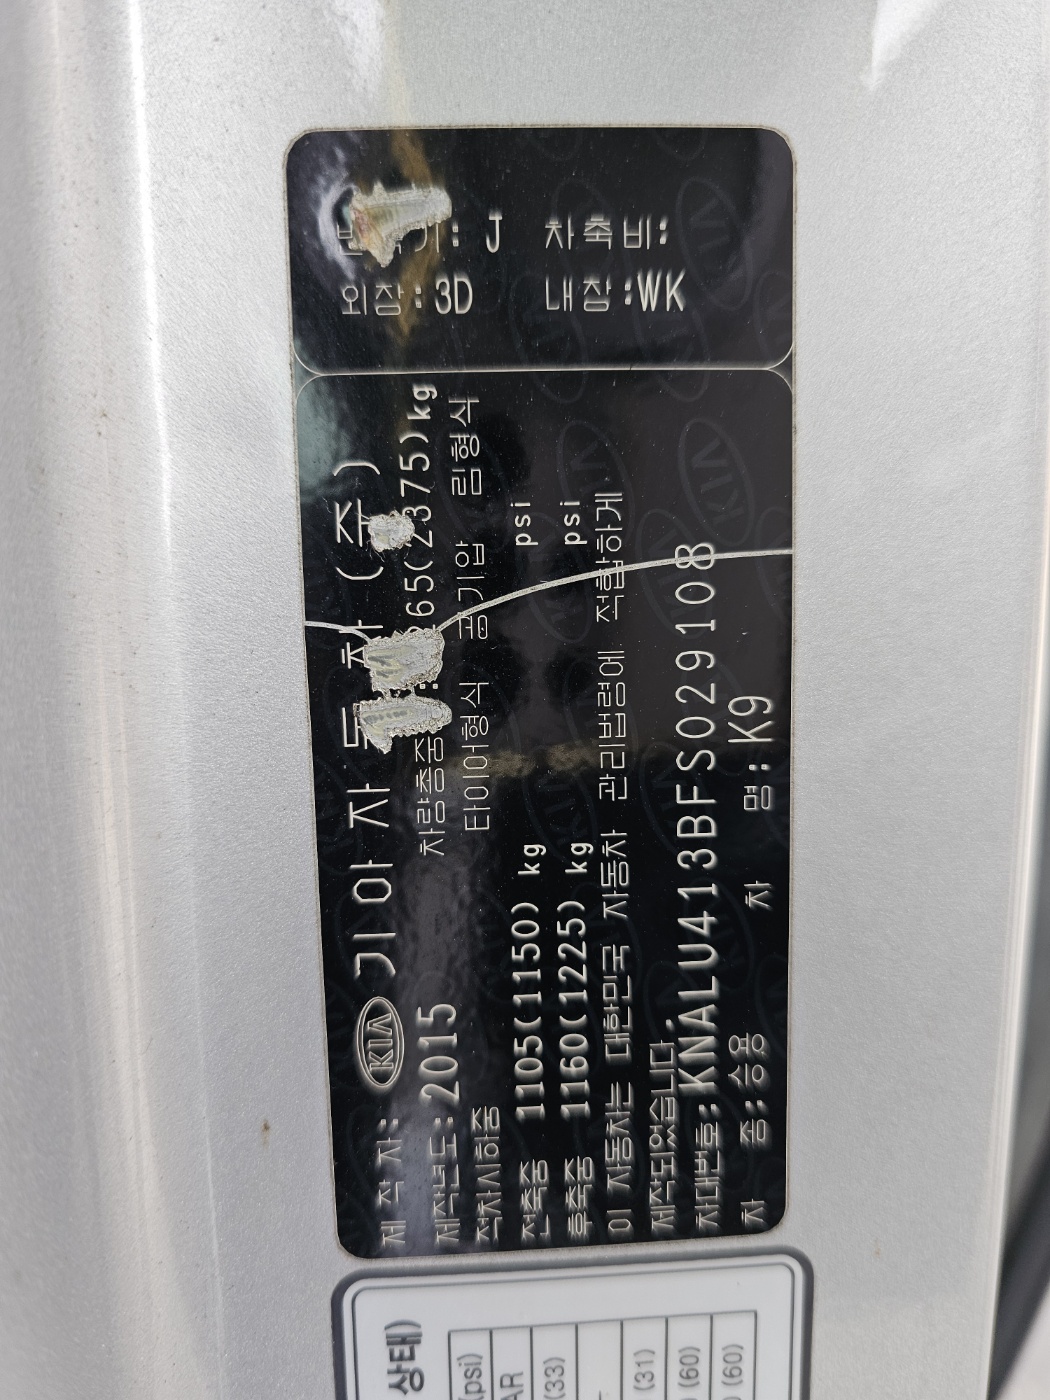 제 작 자: KIA 기아자동차 (주)
제작년도: 2015 차량총중 65(2375)kg
적차시하중 타이어형식 공기압 림형식
전축중 1105(1150) kg psi
후축중 1160(1225) kg psi
이 자동차는 대한민국 자동차 관리법령에 적합하게
제작되었습니다.
차대번호: KNALU413BFS029108
차 종: 승용 차 명: K9
J 차축비:
외장: 3D 내장: WK
상태)
(psi)
AR
(33)
(31)
(60)
(60)